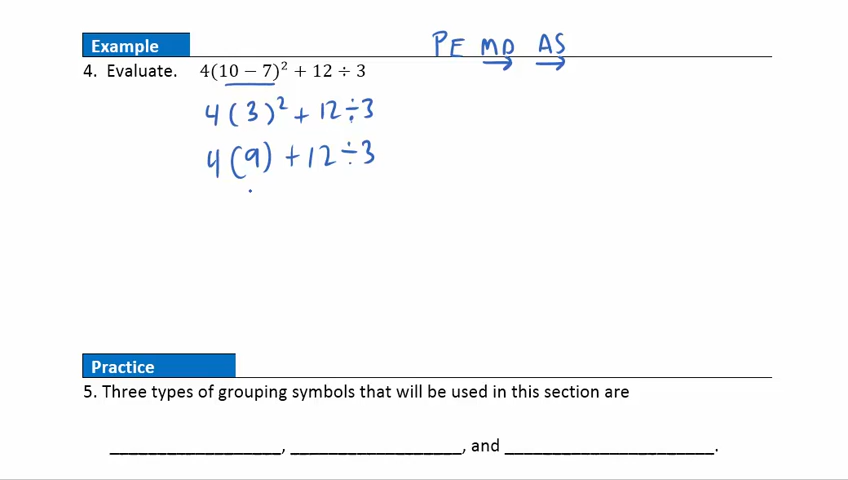 Example
PE MD AS
4. Evaluate. 4(10 − 7)² + 12 ÷ 3
4(3)² + 12 ÷ 3
4(9) + 12 ÷ 3
Practice
5. Three types of grouping symbols that will be used in this section are
__________________, __________________, and ______________________.